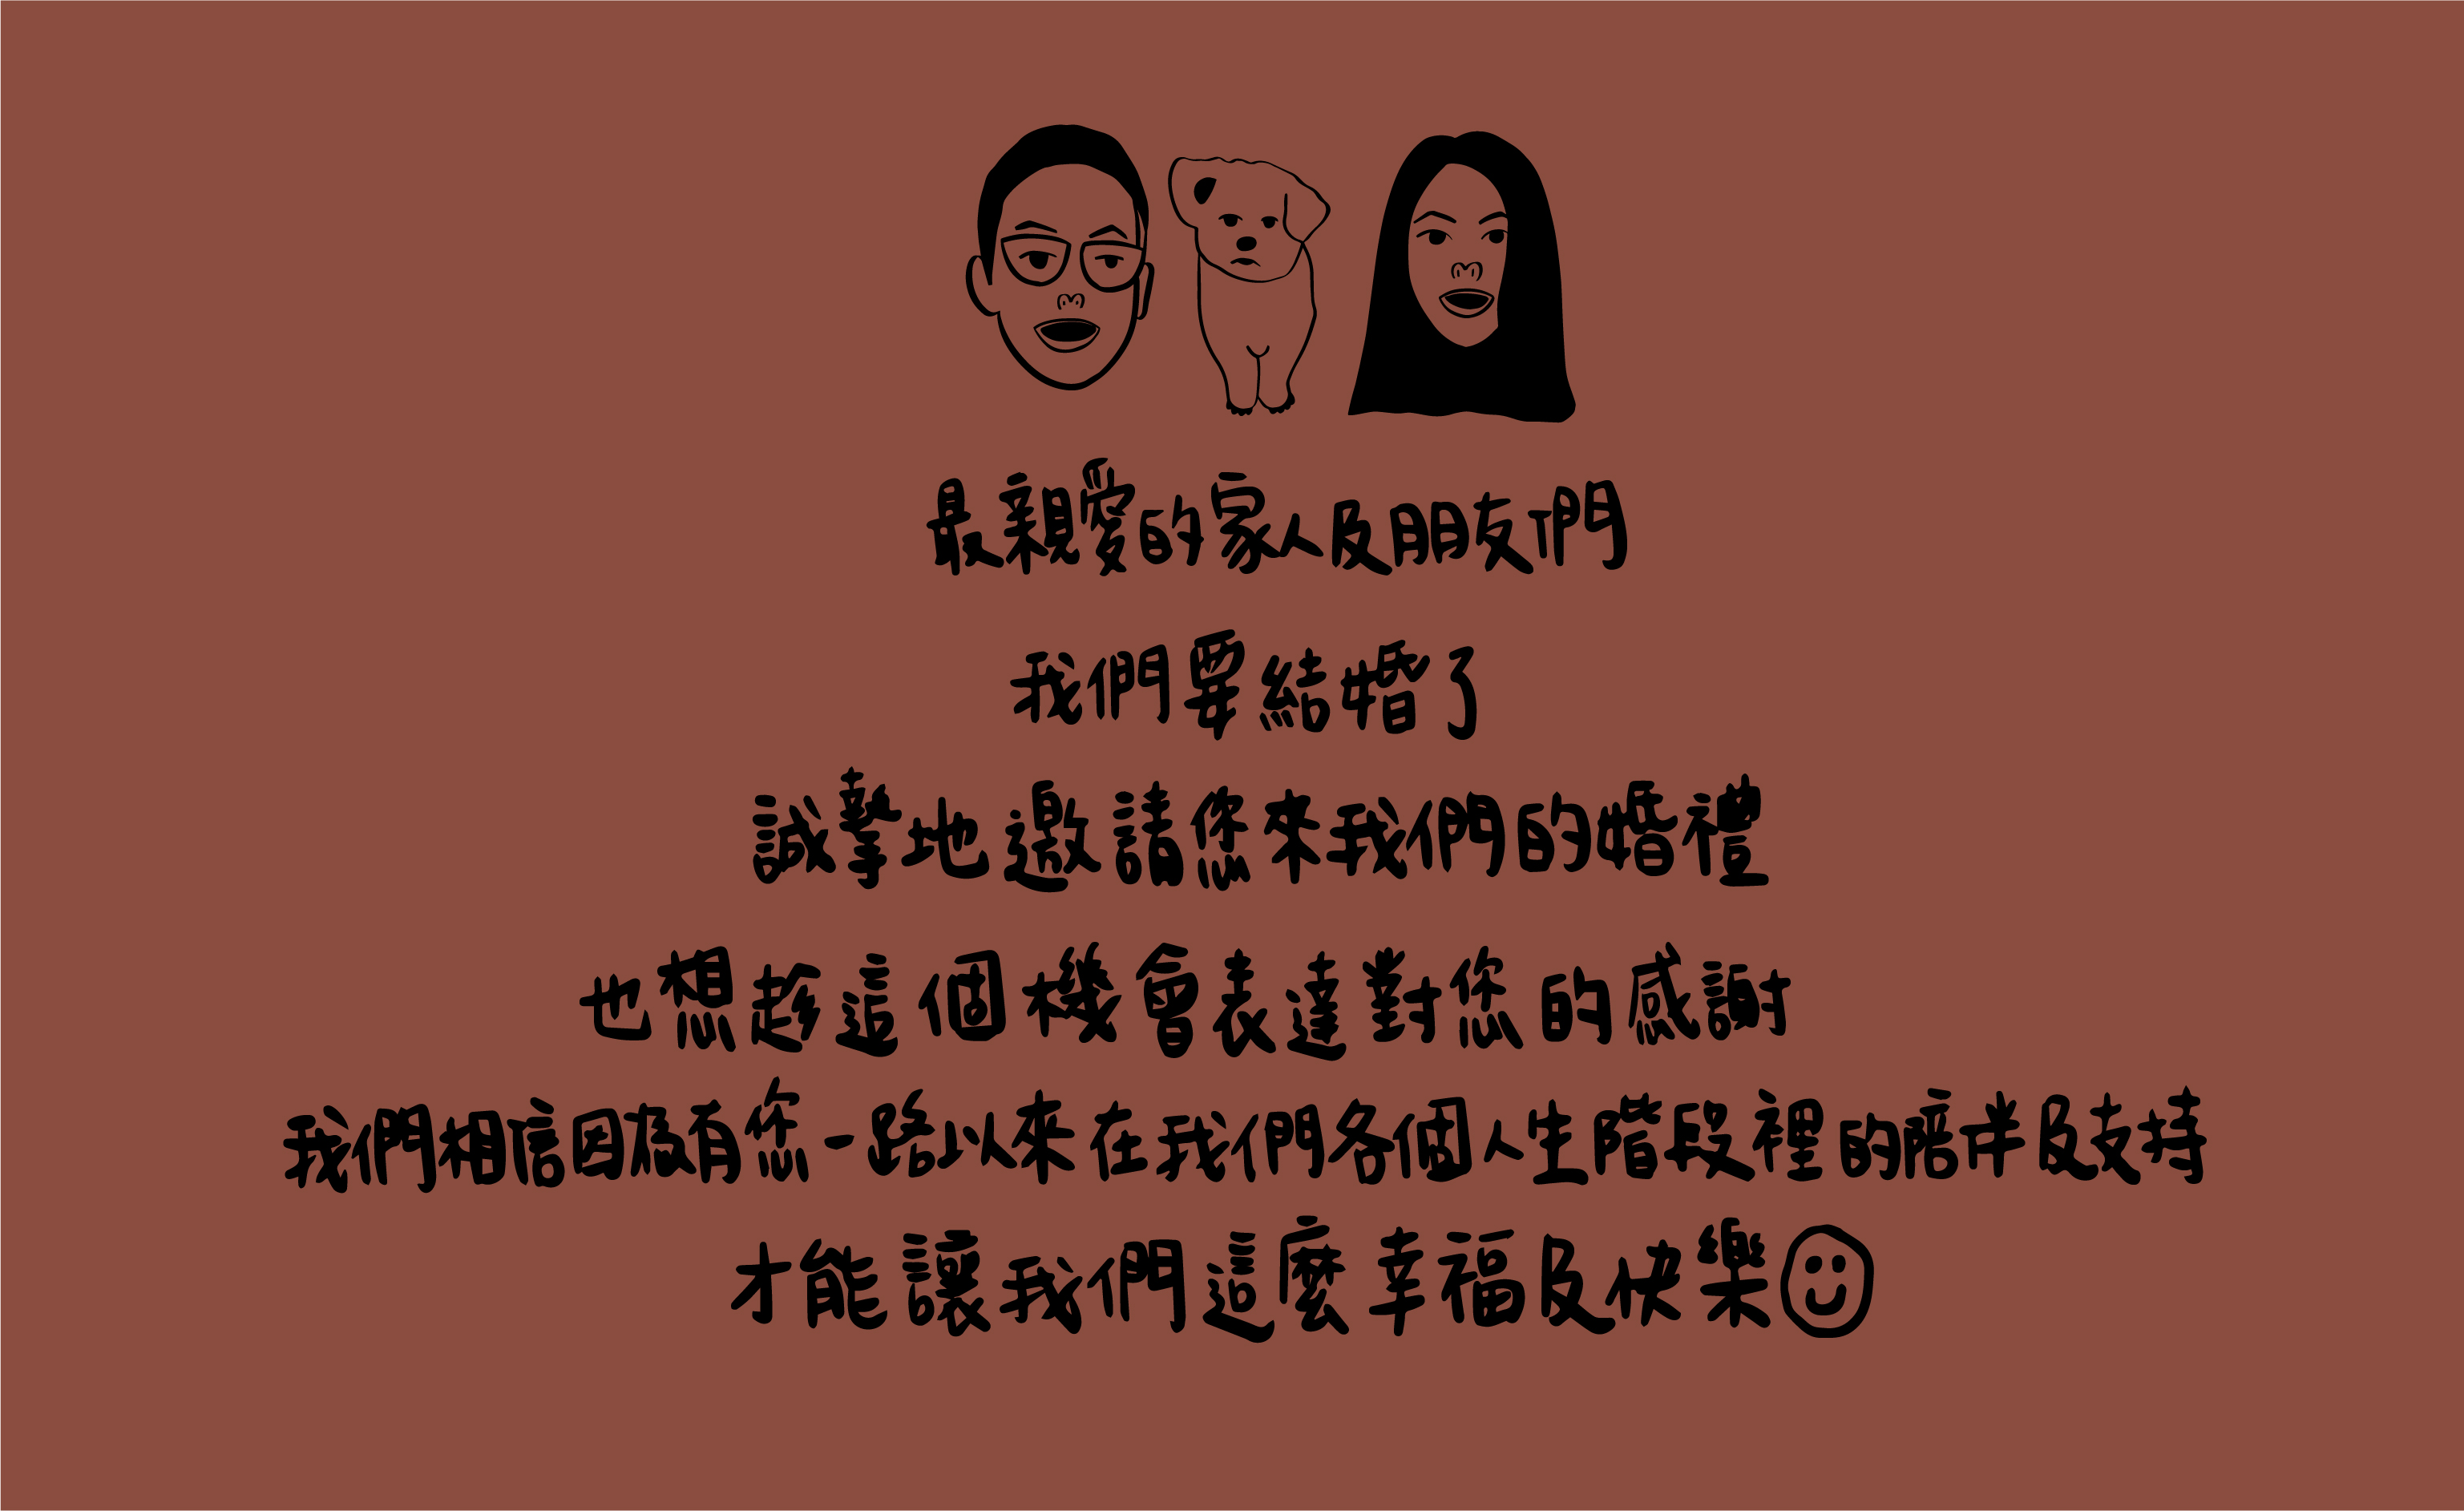 最親愛的家人及朋友們
我們要結婚了
誠摯地邀請您來我們的婚禮
也想趁這個機會表達對你的感謝
我們相信因為有您一路以來在我們各個人生階段裡的陪伴及支持
才能讓我們這麼幸福及快樂